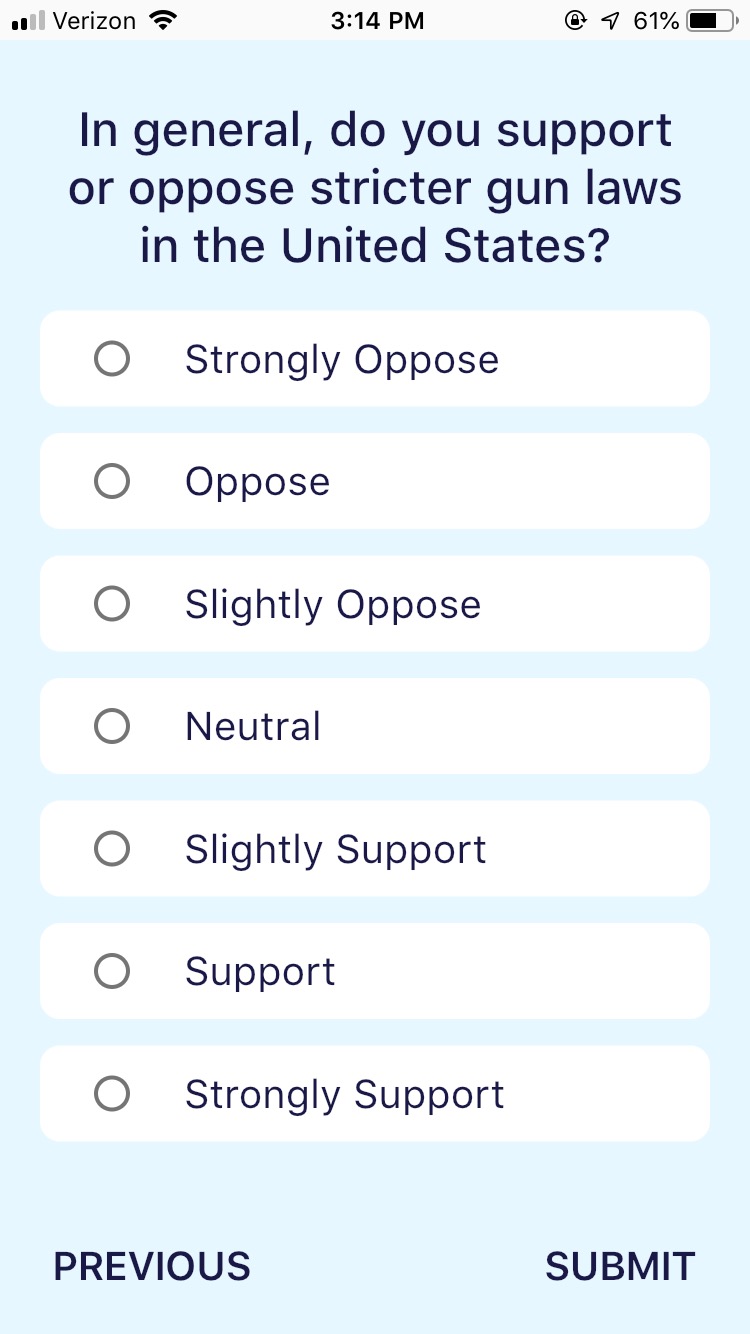 Verizon 3:14 PM 61%
In general, do you support
or oppose stricter gun laws
in the United States?
Strongly Oppose
Oppose
Slightly Oppose
Neutral
Slightly Support
Support
Strongly Support
PREVIOUS SUBMIT